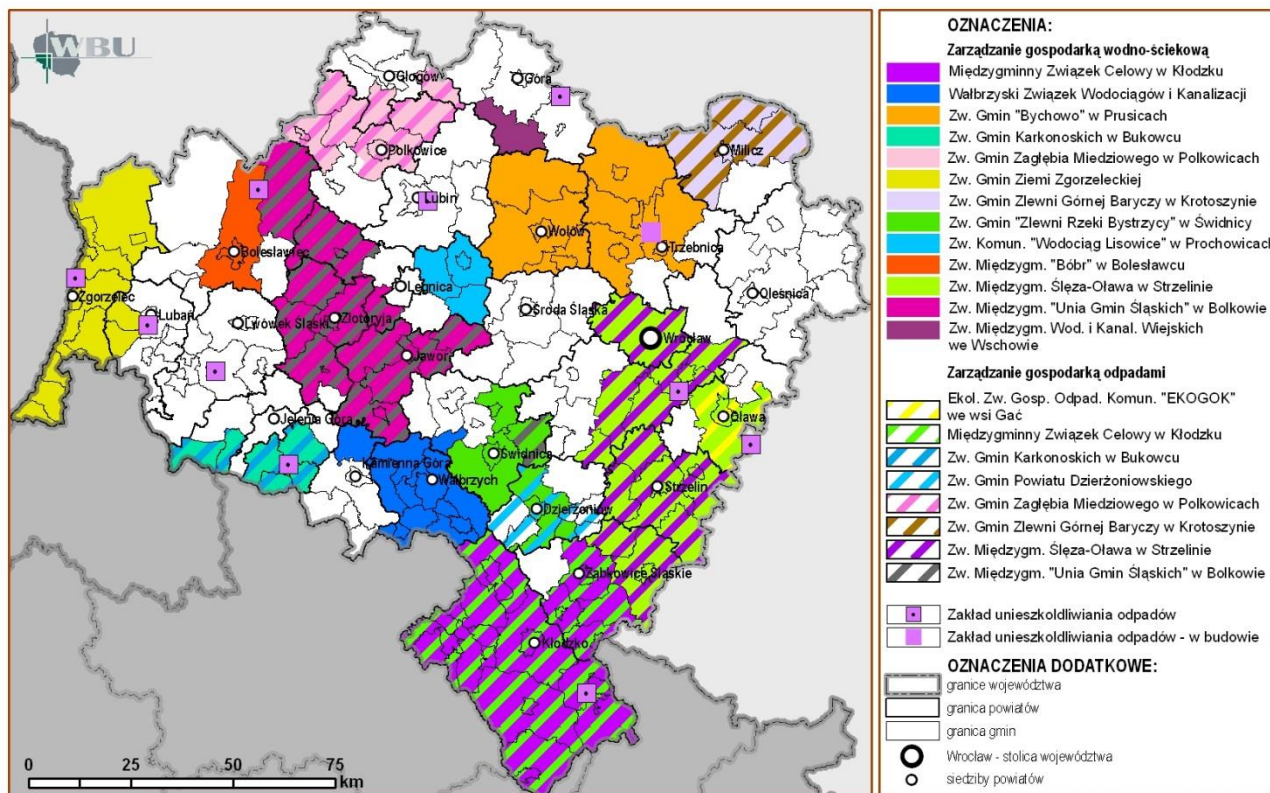 WBU
Głogów
Góra
Polkowice
Milicz
Lubin
Wołów
Trzebnica
Bolesławiec
Legnica
Oleśnica
Zgorzelec
Lubań
Lwówek Śląski
Złotoryja
Środa Śląska
Wrocław
Jawor
Jelenia Góra
Oława
Świdnica
Kamienna Góra
Wałbrzych
Strzelin
Dzierżoniów
Ząbkowice Śląskie
Kłodzko
0 25 50 75
km
OZNACZENIA:
Zarządzanie gospodarką wodno-ściekową
Międzygminny Związek Celowy w Kłodzku
Wałbrzyski Związek Wodociągów i Kanalizacji
Zw. Gmin "Bychowo" w Prusicach
Zw. Gmin Karkonoskich w Bukowcu
Zw. Gmin Zagłębia Miedziowego w Polkowicach
Zw. Gmin Ziemi Zgorzeleckiej
Zw. Gmin Zlewni Górnej Baryczy w Krotoszynie
Zw. Gmin "Zlewni Rzeki Bystrzycy" w Świdnicy
Zw. Komun. "Wodociąg Lisowice" w Prochowicach
Zw. Międzygm. "Bóbr" w Bolesławcu
Zw. Międzygm. Ślęza-Oława w Strzelinie
Zw. Międzygm. "Unia Gmin Śląskich" w Bolkowie
Zw. Międzygm. Wod. i Kanal. Wiejskich
we Wschowie
Zarządzanie gospodarką odpadami
Ekol. Zw. Gosp. Odpad. Komun. "EKOGOK"
we wsi Gać
Międzygminny Związek Celowy w Kłodzku
Zw. Gmin Karkonoskich w Bukowcu
Zw. Gmin Powiatu Dzierżoniowskiego
Zw. Gmin Zagłębia Miedziowego w Polkowicach
Zw. Gmin Zlewni Górnej Baryczy w Krotoszynie
Zw. Międzygm. Ślęza-Oława w Strzelinie
Zw. Międzygm. "Unia Gmin Śląskich" w Bolkowie
Zakład unieszkoldliwiania odpadów
Zakład unieszkoldliwiania odpadów - w budowie
OZNACZENIA DODATKOWE:
granice województwa
granica powiatów
granica gmin
Wrocław - stolica województwa
siedziby powiatów